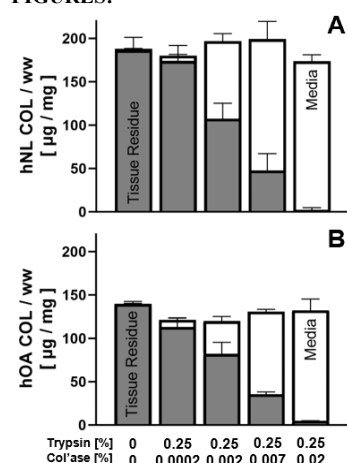 FIGURES:
A
hNL COL / ww
[ µg / mg ]
200
150
100
50
0
Tissue Residue
Media
B
hOA COL / ww
[ µg / mg ]
200
150
100
50
0
Tissue Residue
Media
Trypsin [%] 0 0.25 0.25 0.25 0.25
Col'ase [%] 0 0.0002 0.002 0.007 0.02